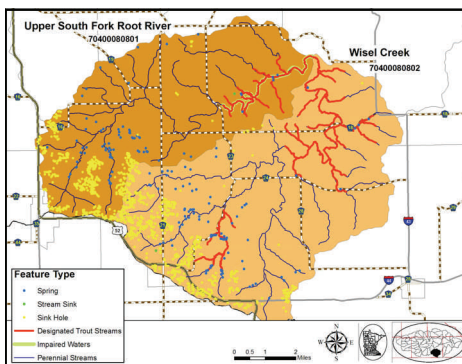 Upper South Fork Root River
70400080801
Wisel Creek
70400080802
52
Feature Type
Spring
Stream Sink
Sink Hole
Designated Trout Streams
Impaired Waters
Perennial Streams
N
W
E
S
0
0.5
1
2
Miles